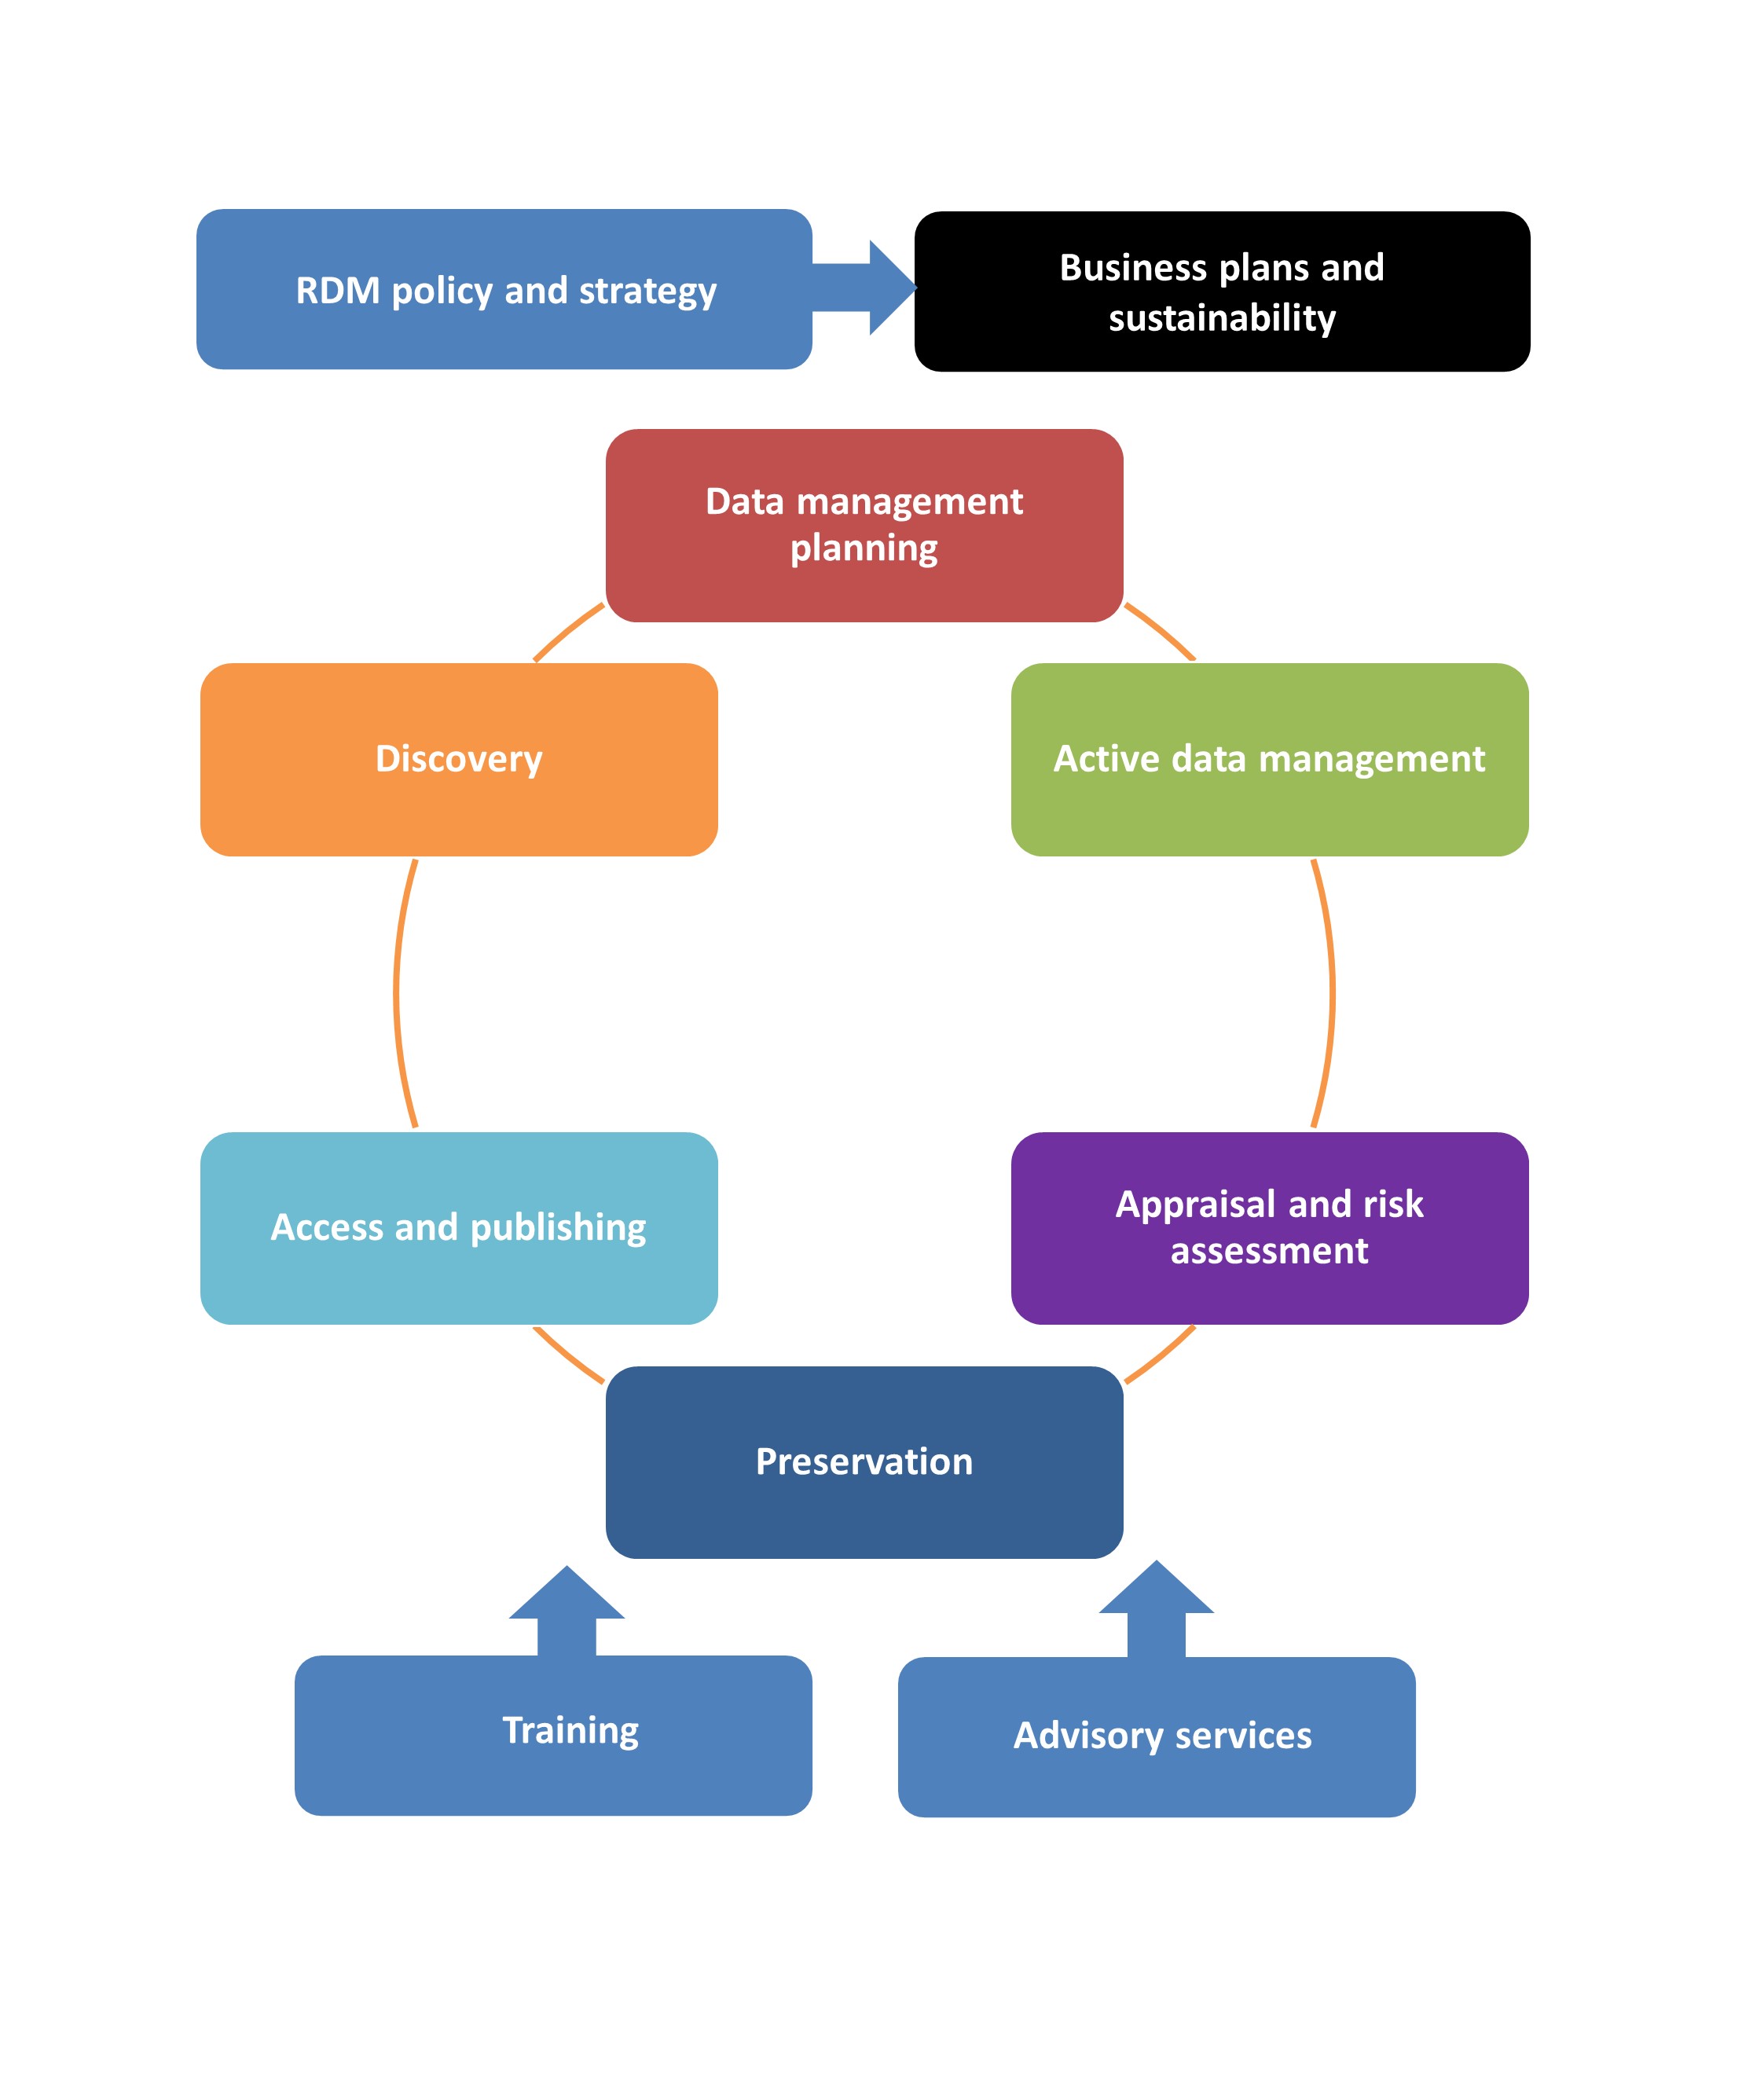 RDM policy and strategy
Business plans and
sustainability
Data management
planning
Discovery
Active data management
Access and publishing
Appraisal and risk
assessment
Preservation
Training
Advisory services